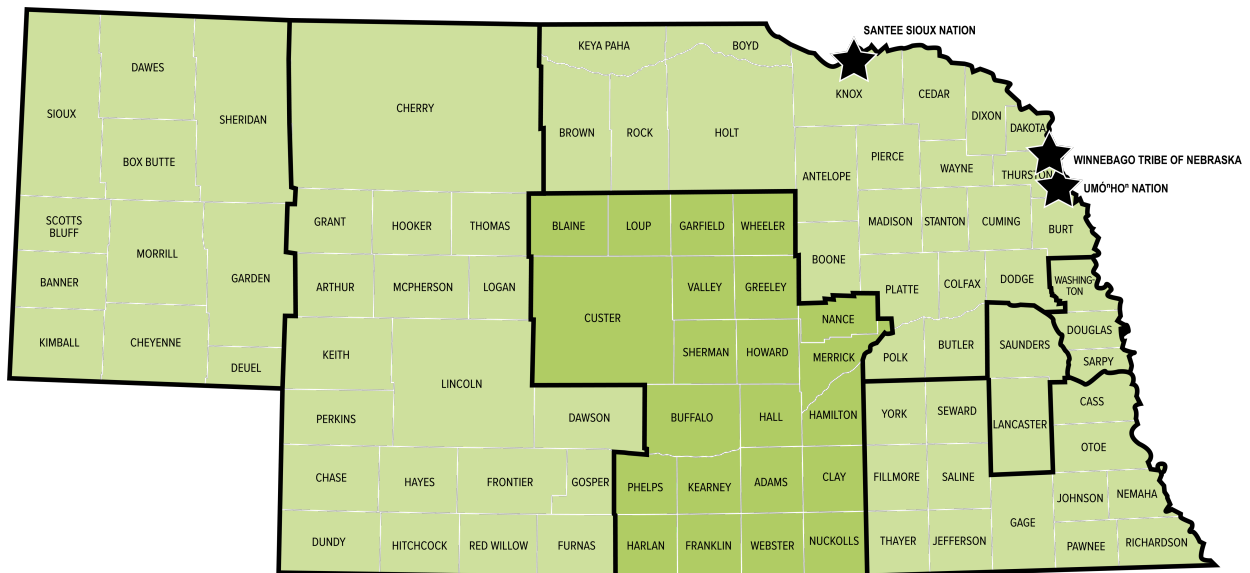 SANTEE SIOUX NATION
KEYA PAHA
BOYD
DAWES
CHERRY
KNOX
CEDAR
SIOUX
SHERIDAN
DIXON
DAKOTA
BROWN
ROCK
HOLT
BOX BUTTE
PIERCE
WINNEBAGO TRIBE OF NEBRASKA
WAYNE
THURSTON
ANTELOPE
UMÓⁿHOⁿ NATION
SCOTTS
BLUFF
GRANT
HOOKER
THOMAS
BLAINE
LOUP
GARFIELD
WHEELER
MADISON
STANTON
CUMING
BURT
MORRILL
BOONE
BANNER
GARDEN
ARTHUR
MCPHERSON
LOGAN
VALLEY
GREELEY
PLATTE
COLFAX
DODGE
WASHING-
TON
CUSTER
NANCE
KIMBALL
CHEYENNE
DOUGLAS
KEITH
SHERMAN
HOWARD
MERRICK
POLK
BUTLER
SAUNDERS
SARPY
DEUEL
LINCOLN
CASS
PERKINS
DAWSON
BUFFALO
HALL
HAMILTON
YORK
SEWARD
LANCASTER
OTOE
CHASE
HAYES
FRONTIER
GOSPER
PHELPS
KEARNEY
ADAMS
CLAY
FILLMORE
SALINE
JOHNSON
NEMAHA
GAGE
DUNDY
HITCHCOCK
RED WILLOW
FURNAS
HARLAN
FRANKLIN
WEBSTER
NUCKOLLS
THAYER
JEFFERSON
PAWNEE
RICHARDSON